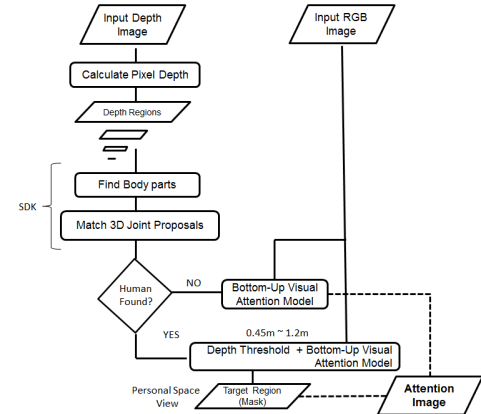 Input Depth
Image
Input RGB
Image
Calculate Pixel Depth
Depth Regions
Find Body parts
SDK
Match 3D Joint Proposals
Human
Found?
NO
Bottom-Up Visual
Attention Model
YES
0.45m ~ 1.2m
Depth Threshold + Bottom-Up Visual
Attention Model
Personal Space
View
Target Region
(Mask)
Attention
Image